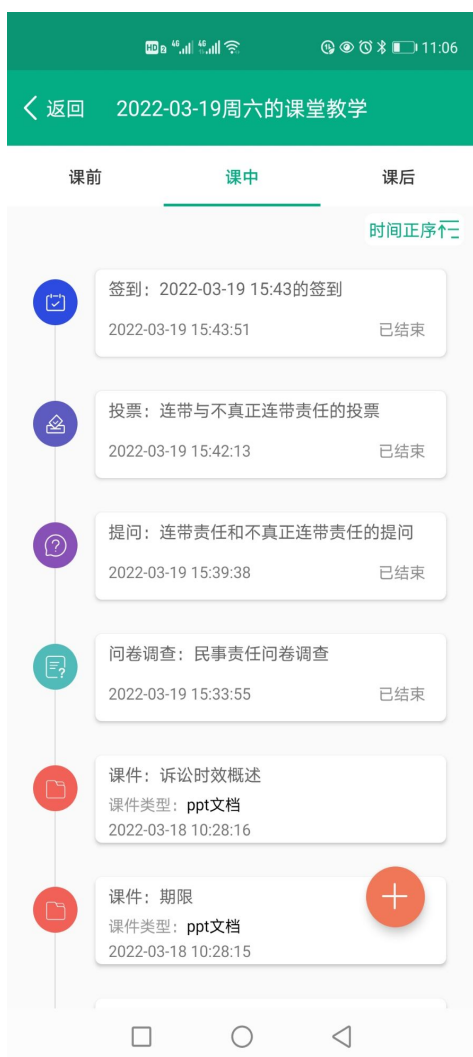 11:06
返回 2022-03-19周六的课堂教学
课前 课中 课后
时间正序
签到：2022-03-19 15:43的签到
2022-03-19 15:43:51 已结束
投票：连带与不真正连带责任的投票
2022-03-19 15:42:13 已结束
提问：连带责任和不真正连带责任的提问
2022-03-19 15:39:38 已结束
问卷调查：民事责任问卷调查
2022-03-19 15:33:55 已结束
课件：诉讼时效概述
课件类型：ppt文档
2022-03-18 10:28:16
课件：期限
课件类型：ppt文档
2022-03-18 10:28:15